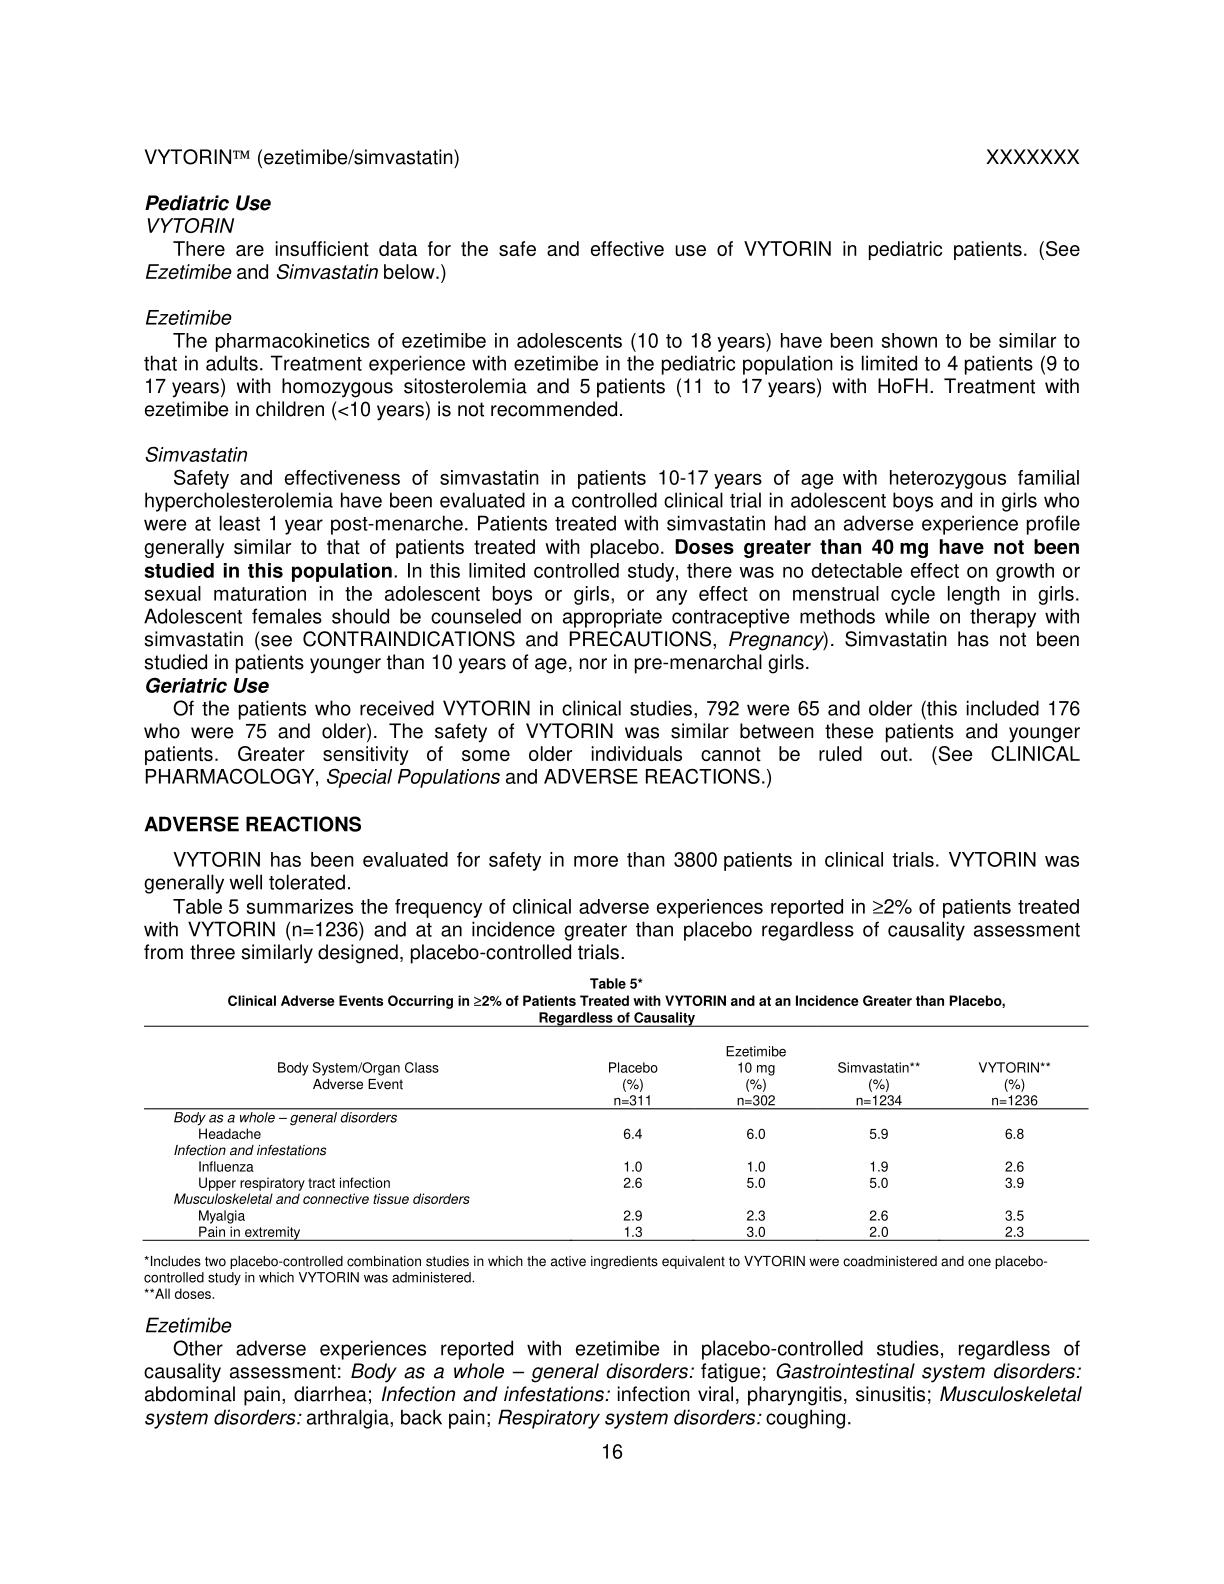 VYTORIN™ (ezetimibe/simvastatin) XXXXXXX
Pediatric Use
VYTORIN
There are insufficient data for the safe and effective use of VYTORIN in pediatric patients. (See
Ezetimibe and Simvastatin below.)
Ezetimibe
The pharmacokinetics of ezetimibe in adolescents (10 to 18 years) have been shown to be similar to
that in adults. Treatment experience with ezetimibe in the pediatric population is limited to 4 patients (9 to
17 years) with homozygous sitosterolemia and 5 patients (11 to 17 years) with HoFH. Treatment with
ezetimibe in children (<10 years) is not recommended.
Simvastatin
Safety and effectiveness of simvastatin in patients 10-17 years of age with heterozygous familial
hypercholesterolemia have been evaluated in a controlled clinical trial in adolescent boys and in girls who
were at least 1 year post-menarche. Patients treated with simvastatin had an adverse experience profile
generally similar to that of patients treated with placebo. Doses greater than 40 mg have not been
studied in this population. In this limited controlled study, there was no detectable effect on growth or
sexual maturation in the adolescent boys or girls, or any effect on menstrual cycle length in girls.
Adolescent females should be counseled on appropriate contraceptive methods while on therapy with
simvastatin (see CONTRAINDICATIONS and PRECAUTIONS, Pregnancy). Simvastatin has not been
studied in patients younger than 10 years of age, nor in pre-menarchal girls.
Geriatric Use
Of the patients who received VYTORIN in clinical studies, 792 were 65 and older (this included 176
who were 75 and older). The safety of VYTORIN was similar between these patients and younger
patients. Greater sensitivity of some older individuals cannot be ruled out. (See CLINICAL
PHARMACOLOGY, Special Populations and ADVERSE REACTIONS.)
ADVERSE REACTIONS
VYTORIN has been evaluated for safety in more than 3800 patients in clinical trials. VYTORIN was
generally well tolerated.
Table 5 summarizes the frequency of clinical adverse experiences reported in ≥2% of patients treated
with VYTORIN (n=1236) and at an incidence greater than placebo regardless of causality assessment
from three similarly designed, placebo-controlled trials.
Table 5*
Clinical Adverse Events Occurring in ≥2% of Patients Treated with VYTORIN and at an Incidence Greater than Placebo,
Regardless of Causality
Ezetimibe
Body System/Organ Class Placebo 10 mg Simvastatin** VYTORIN**
Adverse Event (%) (%) (%) (%)
n=311 n=302 n=1234 n=1236
Body as a whole – general disorders
Headache 6.4 6.0 5.9 6.8
Infection and infestations
Influenza 1.0 1.0 1.9 2.6
Upper respiratory tract infection 2.6 5.0 5.0 3.9
Musculoskeletal and connective tissue disorders
Myalgia 2.9 2.3 2.6 3.5
Pain in extremity 1.3 3.0 2.0 2.3
*Includes two placebo-controlled combination studies in which the active ingredients equivalent to VYTORIN were coadministered and one placebo-
controlled study in which VYTORIN was administered.
**All doses.
Ezetimibe
Other adverse experiences reported with ezetimibe in placebo-controlled studies, regardless of
causality assessment: Body as a whole – general disorders: fatigue; Gastrointestinal system disorders:
abdominal pain, diarrhea; Infection and infestations: infection viral, pharyngitis, sinusitis; Musculoskeletal
system disorders: arthralgia, back pain; Respiratory system disorders: coughing.
16